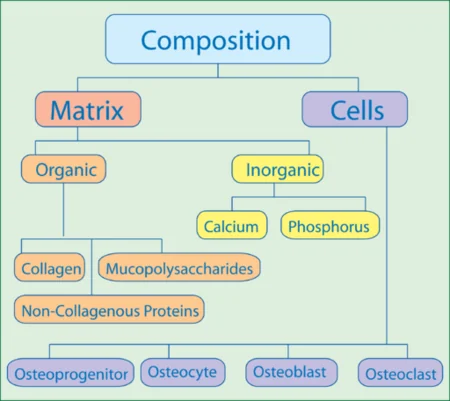 Composition
Matrix
Cells
Organic
Inorganic
Calcium
Phosphorus
Collagen
Mucopolysaccharides
Non-Collagenous Proteins
Osteoprogenitor
Osteocyte
Osteoblast
Osteoclast